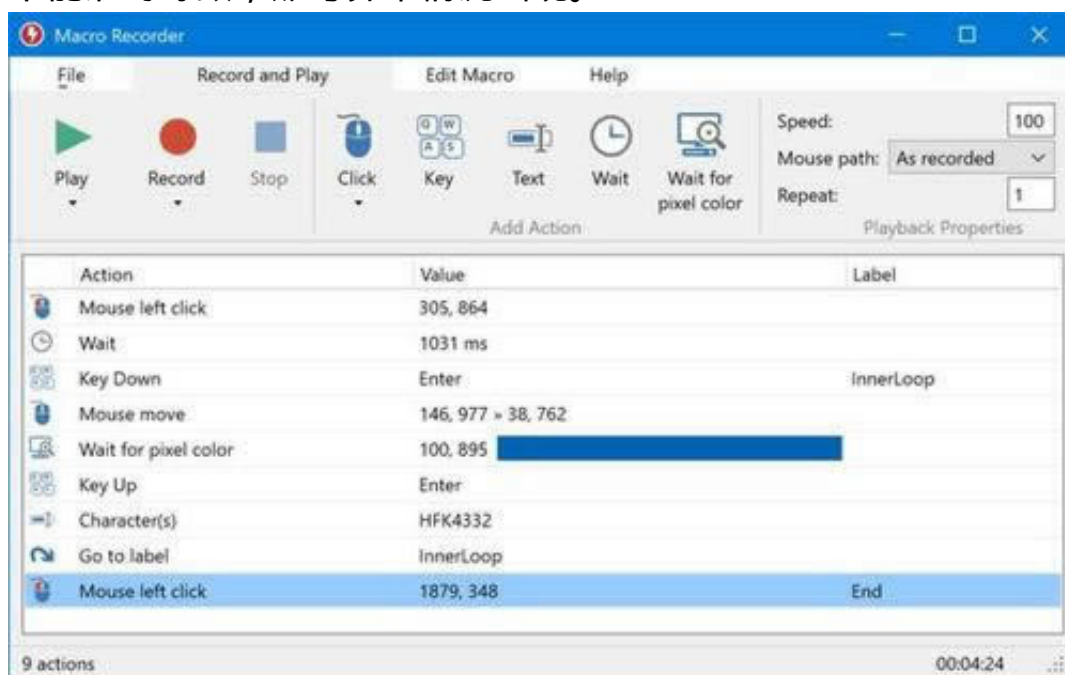 Macro Recorder
File Record and Play Edit Macro Help
Play Record Stop Click Key Text Wait Wait for pixel color
Add Action
Speed: 100
Mouse path: As recorded
Repeat: 1
Playback Properties
Action Value Label
Mouse left click 305, 864
Wait 1031 ms
Key Down Enter InnerLoop
Mouse move 146, 977 » 38, 762
Wait for pixel color 100, 895
Key Up Enter
Character(s) HFK4332
Go to label InnerLoop
Mouse left click 1879, 348 End
9 actions 00:04:24